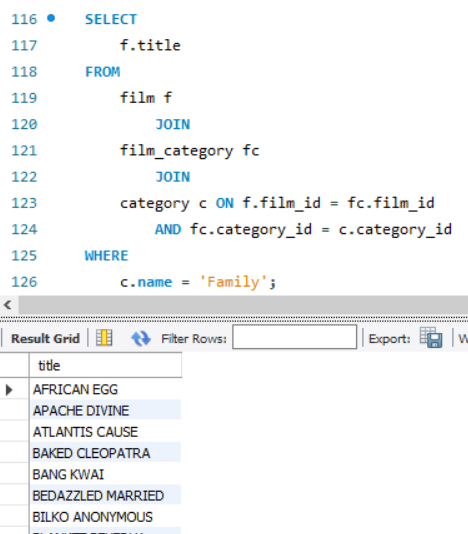 116 SELECT
117 f.title
118 FROM
119 film f
120 JOIN
121 film_category fc
122 JOIN
123 category c ON f.film_id = fc.film_id
124 AND fc.category_id = c.category_id
125 WHERE
126 c.name = 'Family';
Result Grid Filter Rows: Export:
title
AFRICAN EGG
APACHE DIVINE
ATLANTIS CAUSE
BAKED CLEOPATRA
BANG KWAI
BEDAZZLED MARRIED
BILKO ANONYMOUS